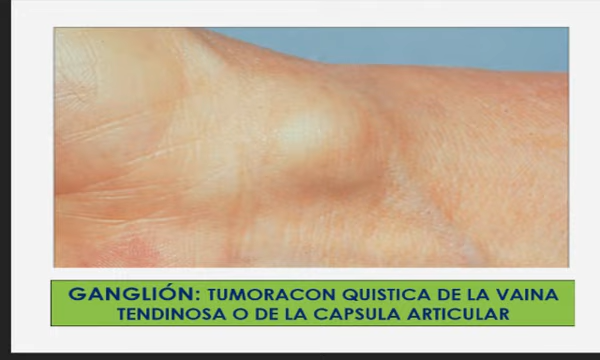 GANGLIÓN: TUMORACON QUISTICA DE LA VAINA
TENDINOSA O DE LA CAPSULA ARTICULAR